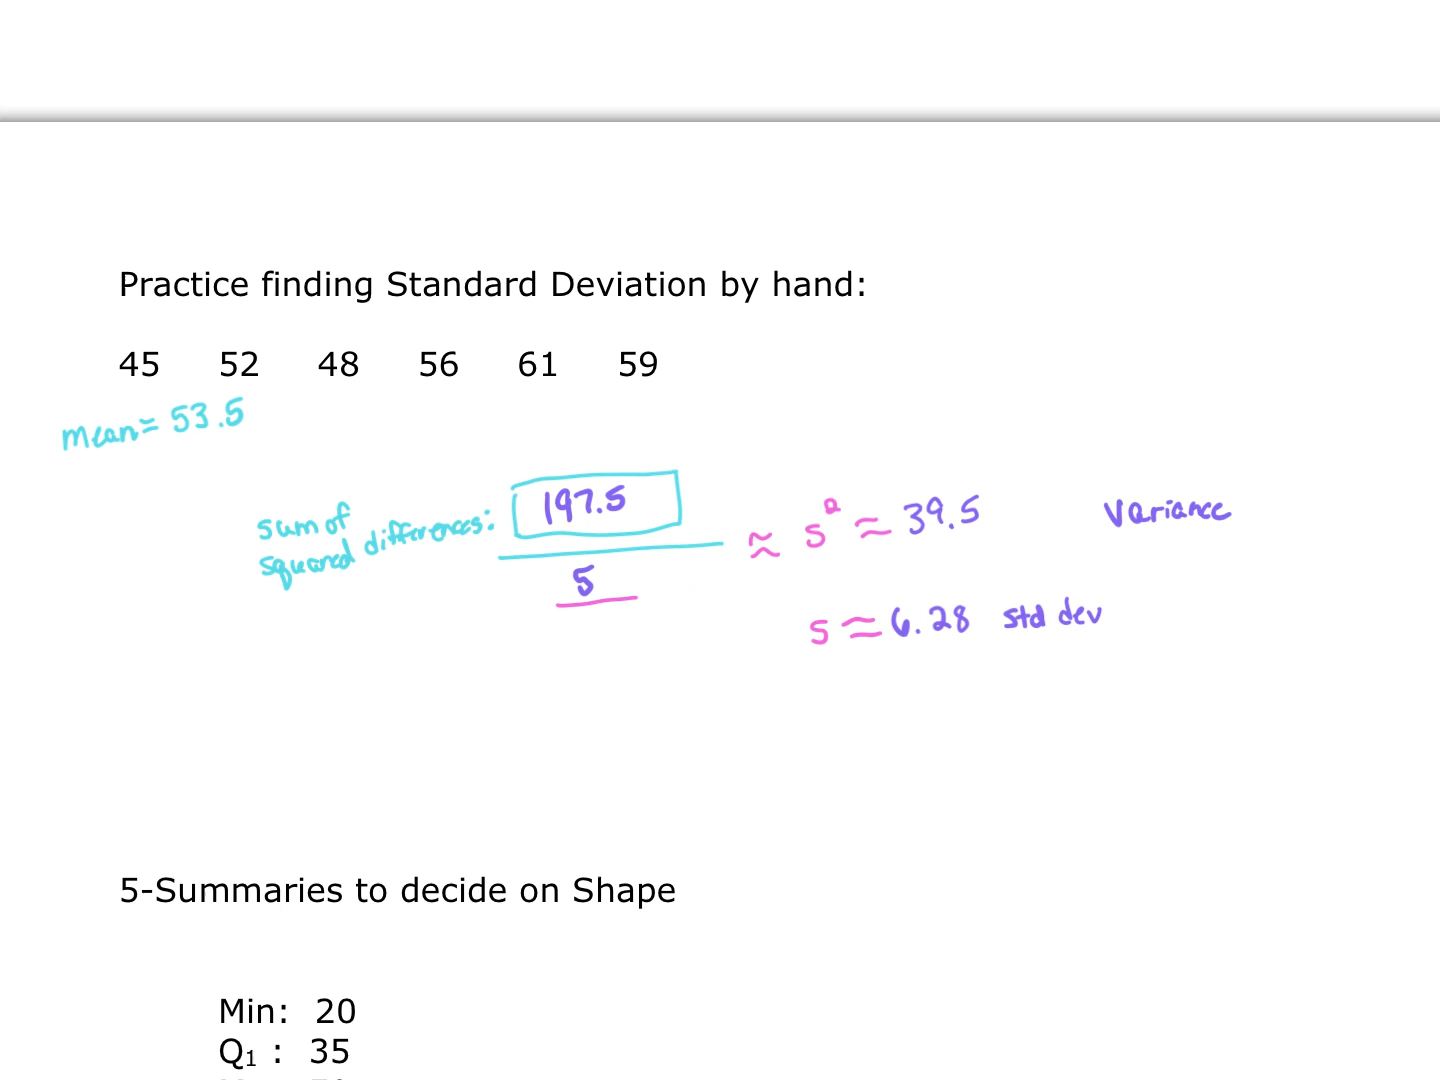 Practice finding Standard Deviation by hand:
45 52 48 56 61 59
mean = 53.5
sum of squared differences: 197.5
5
≈ s² ≈ 39.5 Variance
s ≈ 6.28 std dev
5-Summaries to decide on Shape
Min: 20
Q₁ : 35